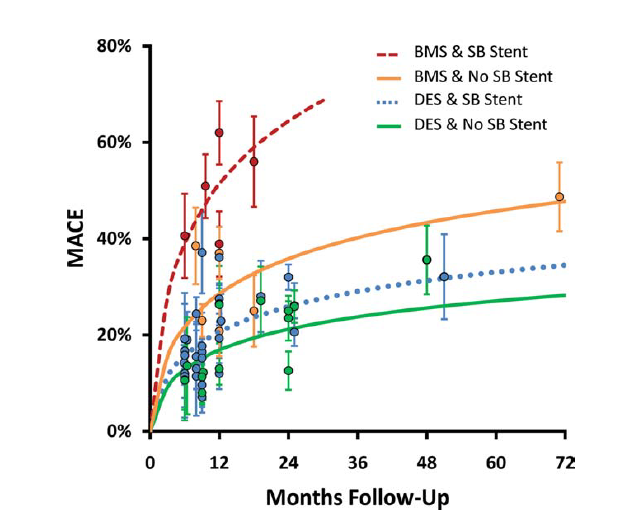 80%
BMS & SB Stent
BMS & No SB Stent
DES & SB Stent
DES & No SB Stent
60%
MACE
40%
20%
0%
0 12 24 36 48 60 72
Months Follow-Up